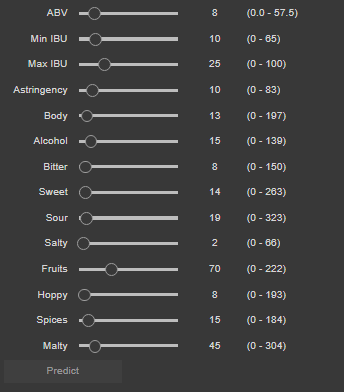 ABV 8 (0.0 - 57.5)
Min IBU 10 (0 - 65)
Max IBU 25 (0 - 100)
Astringency 10 (0 - 83)
Body 13 (0 - 197)
Alcohol 15 (0 - 139)
Bitter 8 (0 - 150)
Sweet 14 (0 - 263)
Sour 19 (0 - 323)
Salty 2 (0 - 66)
Fruits 70 (0 - 222)
Hoppy 8 (0 - 193)
Spices 15 (0 - 184)
Malty 45 (0 - 304)
Predict